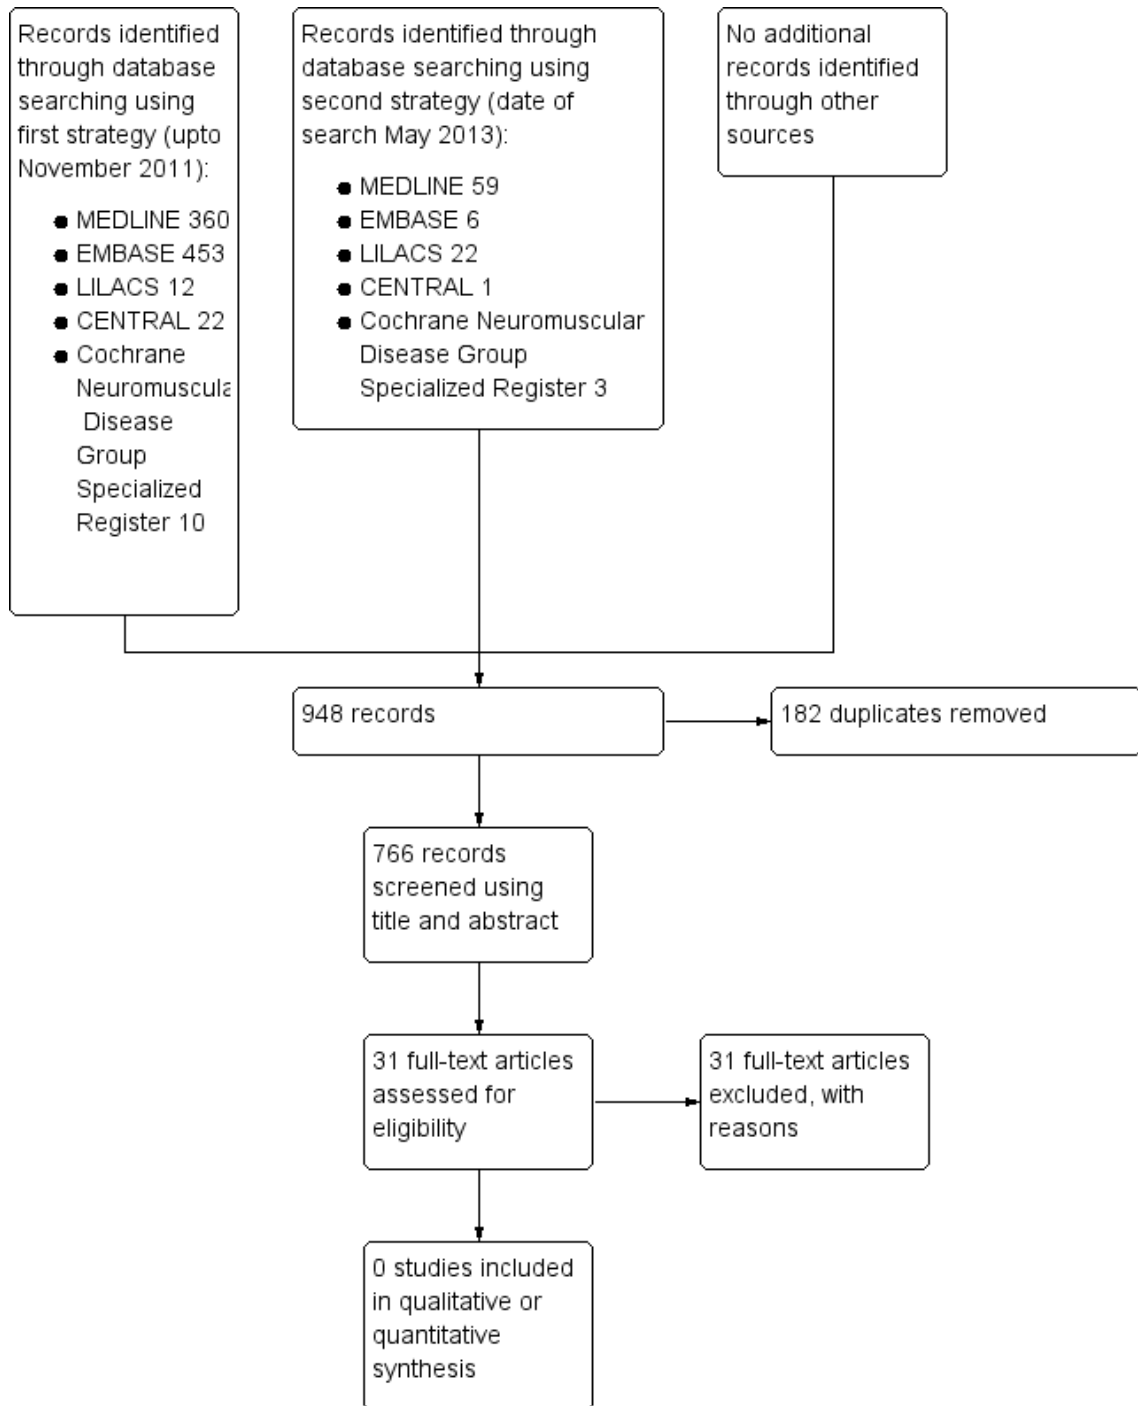 Records identified
through database
searching using
first strategy (upto
November 2011):
● MEDLINE 360
● EMBASE 453
● LILACS 12
● CENTRAL 22
● Cochrane
Neuromuscula
Disease
Group
Specialized
Register 10
Records identified through
database searching using
second strategy (date of
search May 2013):
● MEDLINE 59
● EMBASE 6
● LILACS 22
● CENTRAL 1
● Cochrane Neuromuscular
Disease Group
Specialized Register 3
No additional
records identified
through other
sources
948 records
182 duplicates removed
766 records
screened using
title and abstract
31 full-text articles
assessed for
eligibility
31 full-text articles
excluded, with
reasons
0 studies included
in qualitative or
quantitative
synthesis